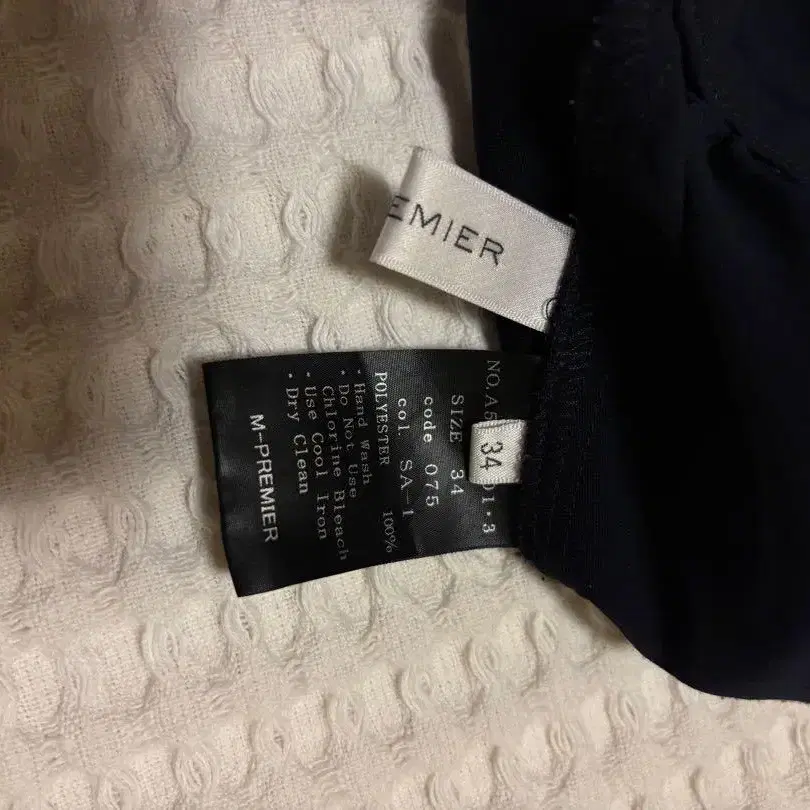 EMIER
34
NO.A5
01·3
SIZE 34
code 075
col. SA-1
POLYESTER 100%
·Hand Wash
·Do Not Use
Chlorine Bleach
·Use Cool Iron
·Dry Clean
M-PREMIER